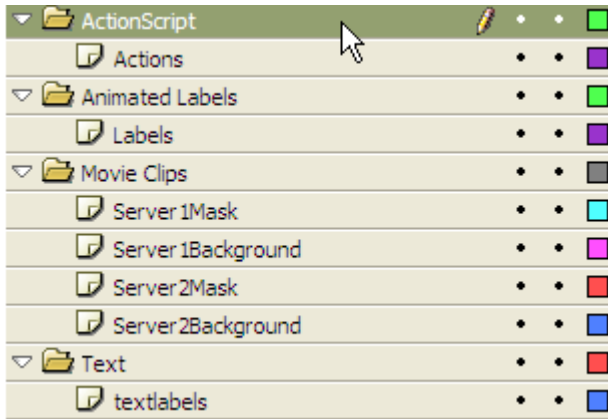 ActionScript
Actions
Animated Labels
Labels
Movie Clips
Server1Mask
Server1Background
Server2Mask
Server2Background
Text
textlabels